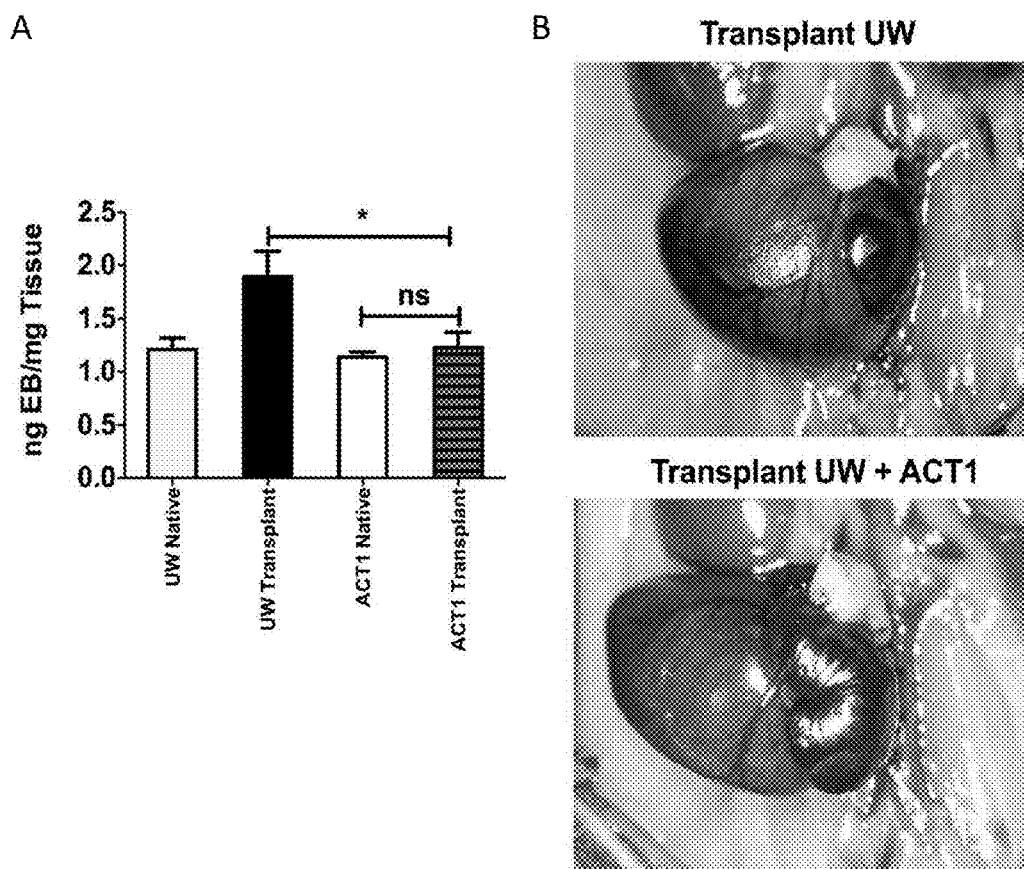 A
B
Transplant UW
*
ns
ng EB/mg Tissue
2.5
2.0
1.5
1.0
0.5
0.0
UW Native
UW Transplant
ACT1 Native
ACT1 Transplant
Transplant UW + ACT1